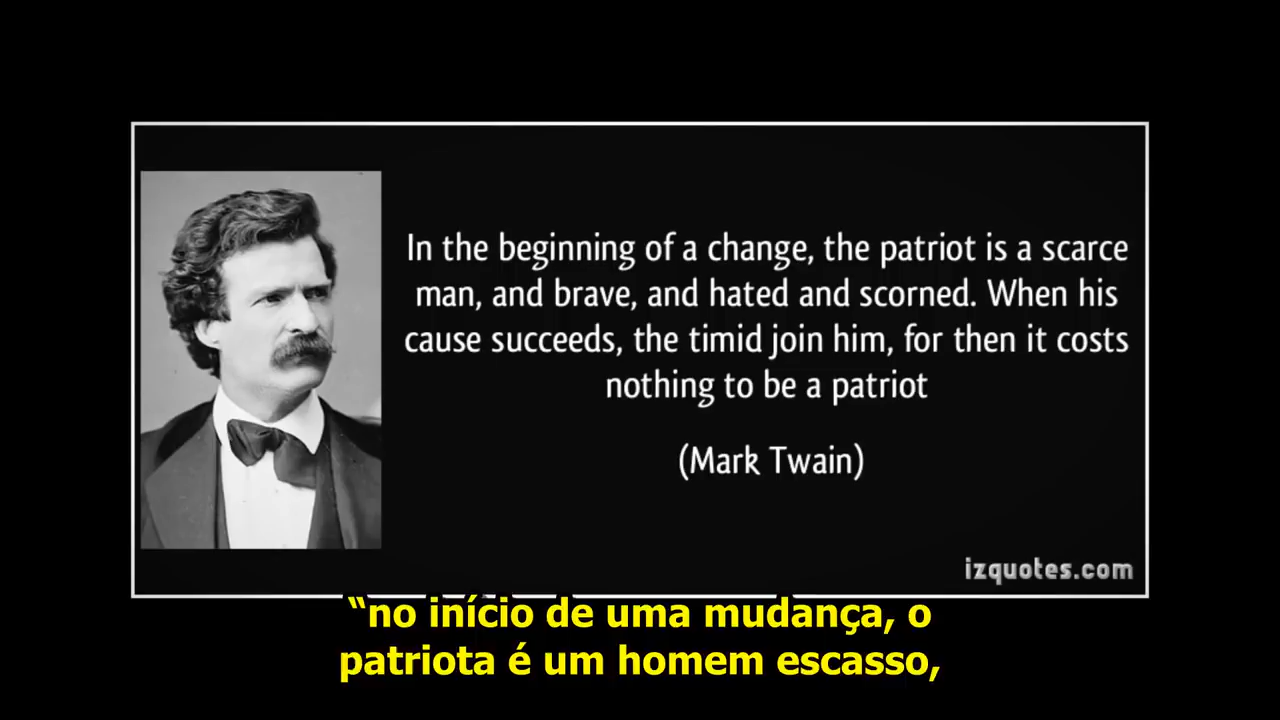 In the beginning of a change, the patriot is a scarce
man, and brave, and hated and scorned. When his
cause succeeds, the timid join him, for then it costs
nothing to be a patriot
(Mark Twain)
izquotes.com
“no início de uma mudança, o
patriota é um homem escasso,